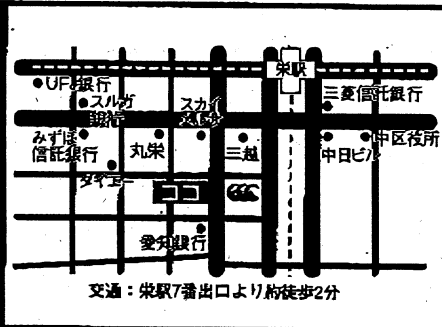 栄駅
UFJ銀行
三菱信託銀行
スルガ
銀行
スカイ
みずほ
信託銀行
丸栄
三越
中日ビル
中区役所
ダイエー
愛知銀行
交通：栄駅7番出口より約徒歩2分